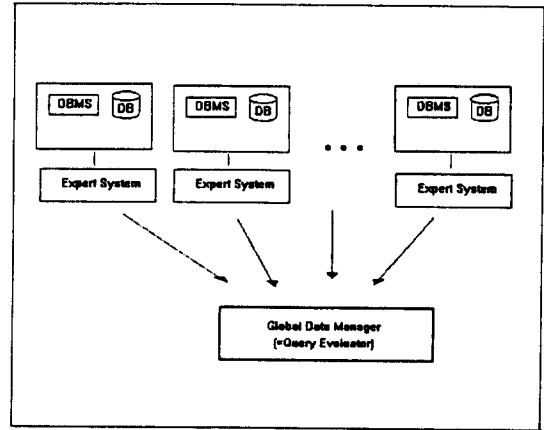 DBMS DB DBMS DB DBMS DB
Expert System Expert System Expert System
Global Data Manager
(=Query Evaluator)